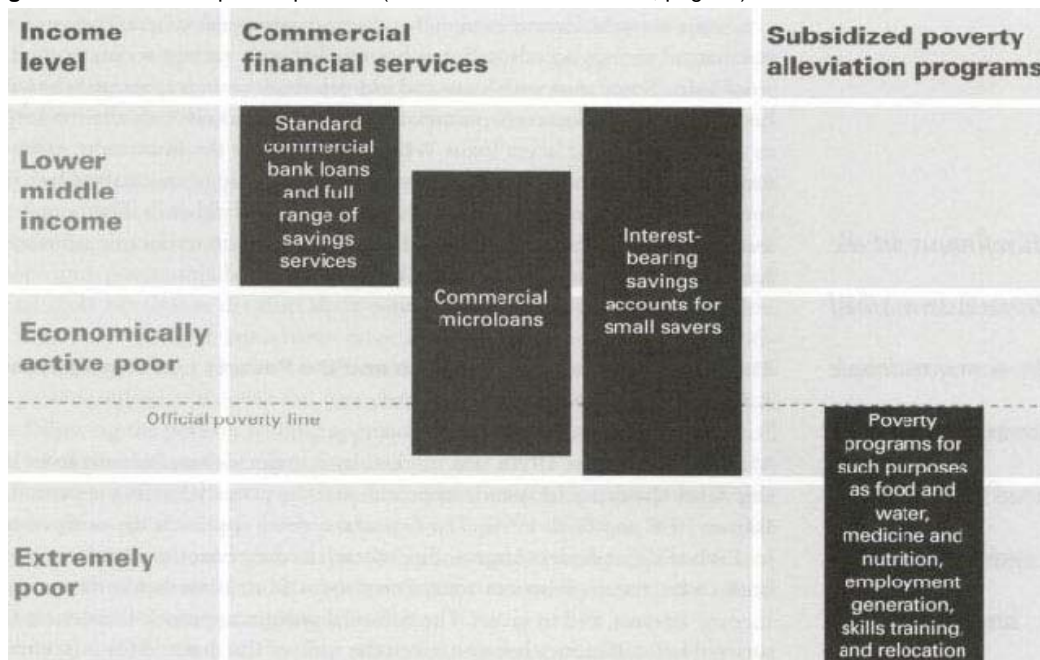 Income
level
Commercial
financial services
Subsidized poverty
alleviation programs
Lower
middle
income
Standard
commercial
bank loans
and full
range of
savings
services
Commercial
microloans
Interest-
bearing
savings
accounts for
small savers
Economically
active poor
Official poverty line
Extremely
poor
Poverty
programs for
such purposes
as food and
water,
medicine and
nutrition,
employment
generation,
skills training,
and relocation